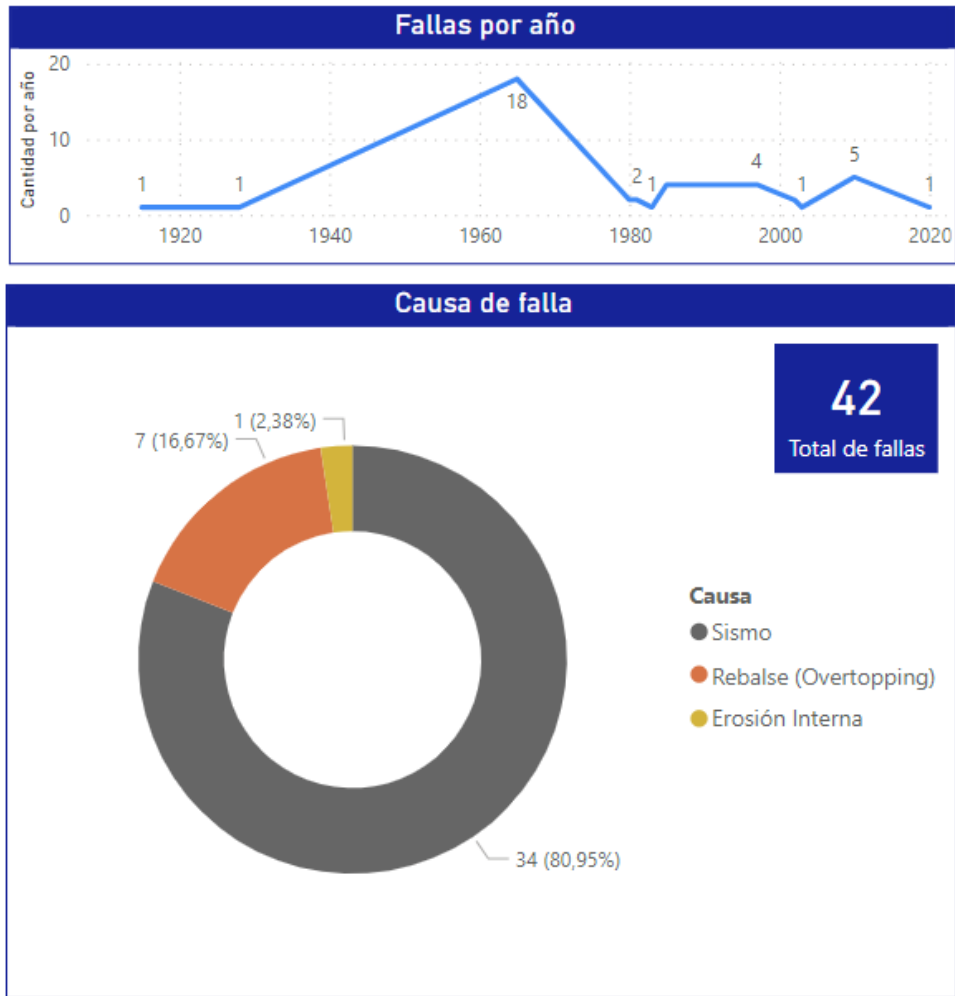 Fallas por año
Cantidad por año
20
10
0
1
1
18
2
1
4
1
5
1
1920
1940
1960
1980
2000
2020
Causa de falla
42
Total de fallas
1 (2,38%)
7 (16,67%)
34 (80,95%)
Causa
Sismo
Rebalse (Overtopping)
Erosión Interna